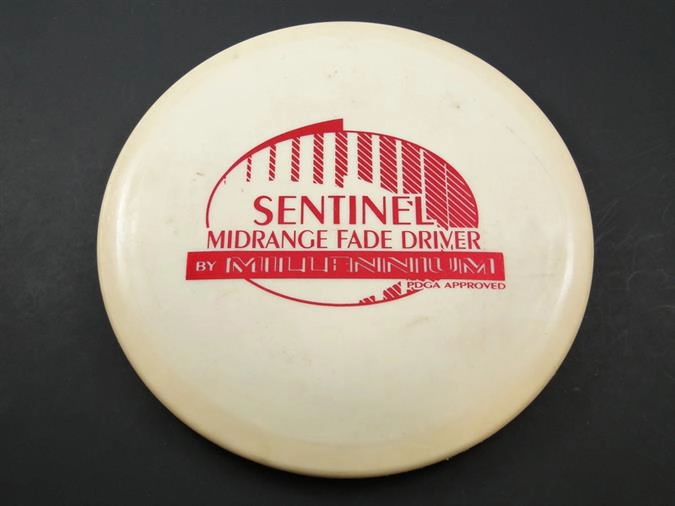 SENTINEL
MIDRANGE FADE DRIVER
BY MILLENNIUM
PDGA APPROVED